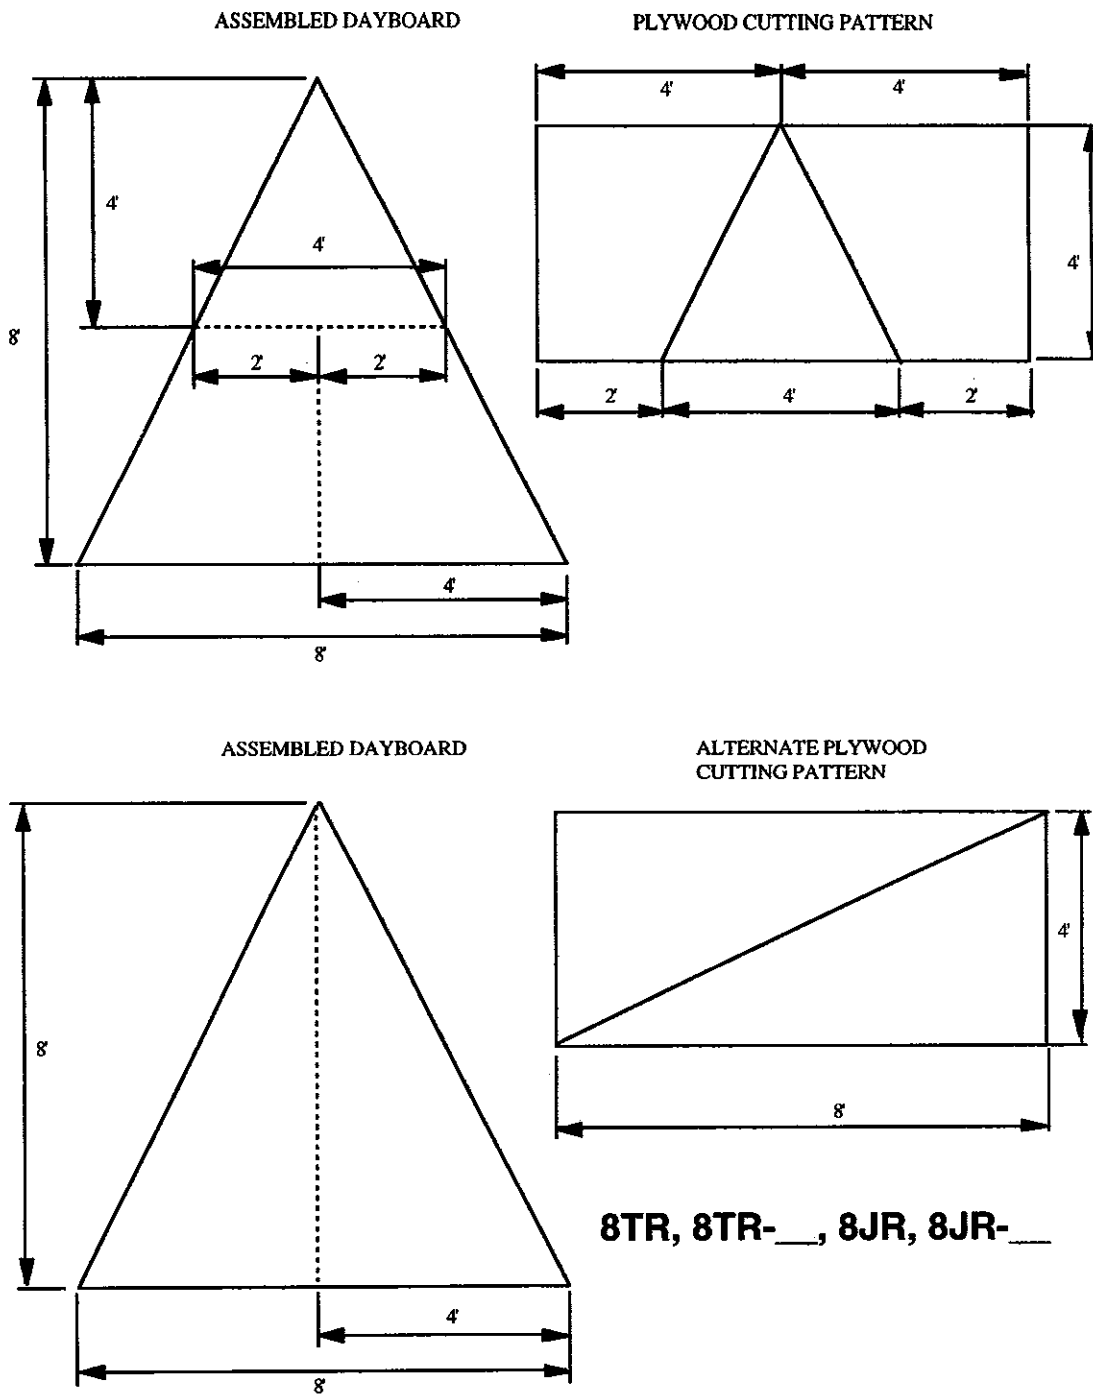 ASSEMBLED DAYBOARD
PLYWOOD CUTTING PATTERN
4' 4'
4'
4'
4'
8'
2' 2'
2' 4' 2'
4'
8'
ASSEMBLED DAYBOARD
ALTERNATE PLYWOOD
CUTTING PATTERN
4'
8'
8'
8TR, 8TR-__, 8JR, 8JR-__
4'
8'